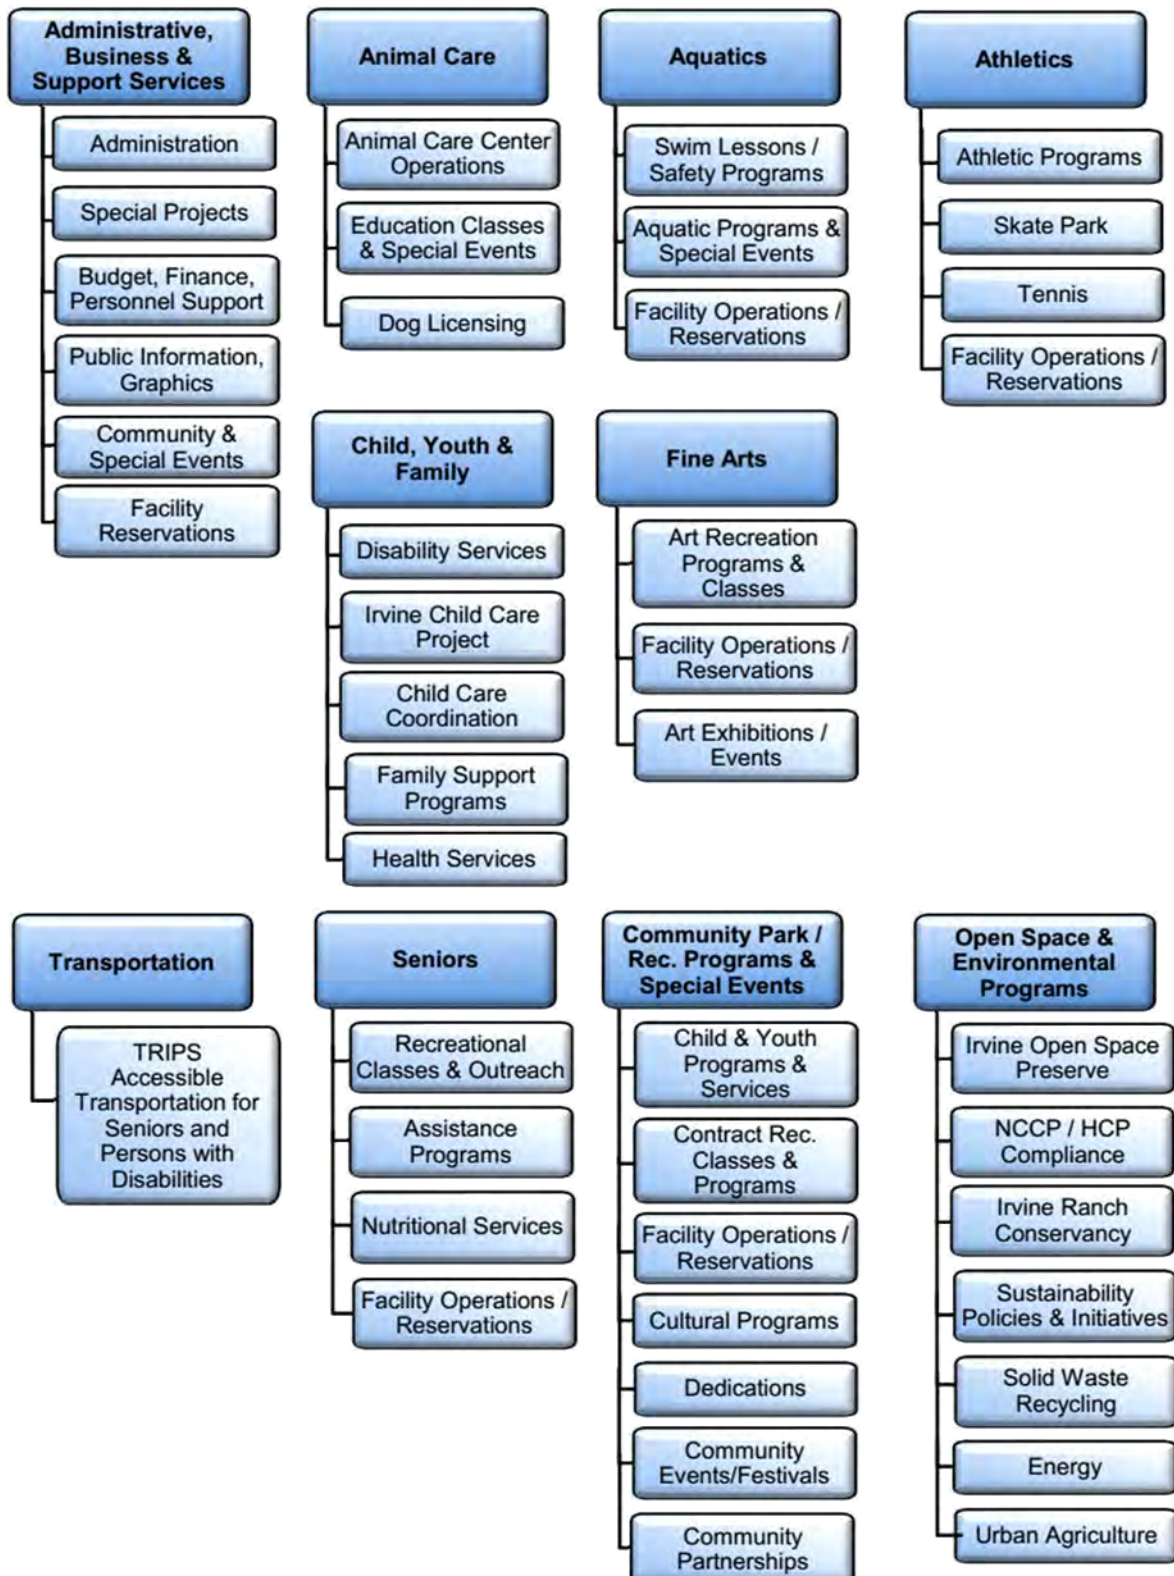 Administrative,
Business &
Support Services
Administration
Special Projects
Budget, Finance,
Personnel Support
Public Information,
Graphics
Community &
Special Events
Facility
Reservations
Animal Care
Animal Care Center
Operations
Education Classes
& Special Events
Dog Licensing
Aquatics
Swim Lessons /
Safety Programs
Aquatic Programs &
Special Events
Facility Operations /
Reservations
Athletics
Athletic Programs
Skate Park
Tennis
Facility Operations /
Reservations
Child, Youth &
Family
Disability Services
Irvine Child Care
Project
Child Care
Coordination
Family Support
Programs
Health Services
Fine Arts
Art Recreation
Programs &
Classes
Facility Operations /
Reservations
Art Exhibitions /
Events
Transportation
TRIPS
Accessible
Transportation for
Seniors and
Persons with
Disabilities
Seniors
Recreational
Classes & Outreach
Assistance
Programs
Nutritional Services
Facility Operations /
Reservations
Community Park /
Rec. Programs &
Special Events
Child & Youth
Programs &
Services
Contract Rec.
Classes &
Programs
Facility Operations /
Reservations
Cultural Programs
Dedications
Community
Events/Festivals
Community
Partnerships
Open Space &
Environmental
Programs
Irvine Open Space
Preserve
NCCP / HCP
Compliance
Irvine Ranch
Conservancy
Sustainability
Policies & Initiatives
Solid Waste
Recycling
Energy
Urban Agriculture